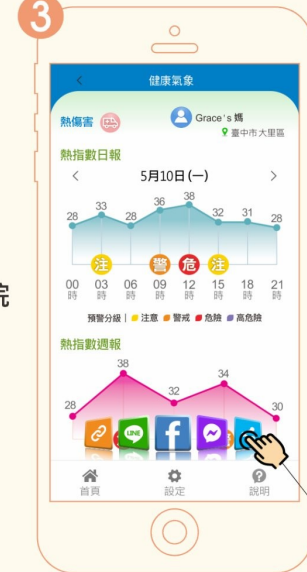 3
健康氣象
熱傷害
Grace's 媽
臺中市大里區
熱指數日報
5月10日 (一)
28 33 28 36 38 32 31 28
注 警 危 注
00 03 06 09 12 15 18 21
時 時 時 時 時 時 時 時
預警分級 注意 警戒 危險 高危險
熱指數週報
28 38 32 34 30
LINE
首頁 設定 說明
院